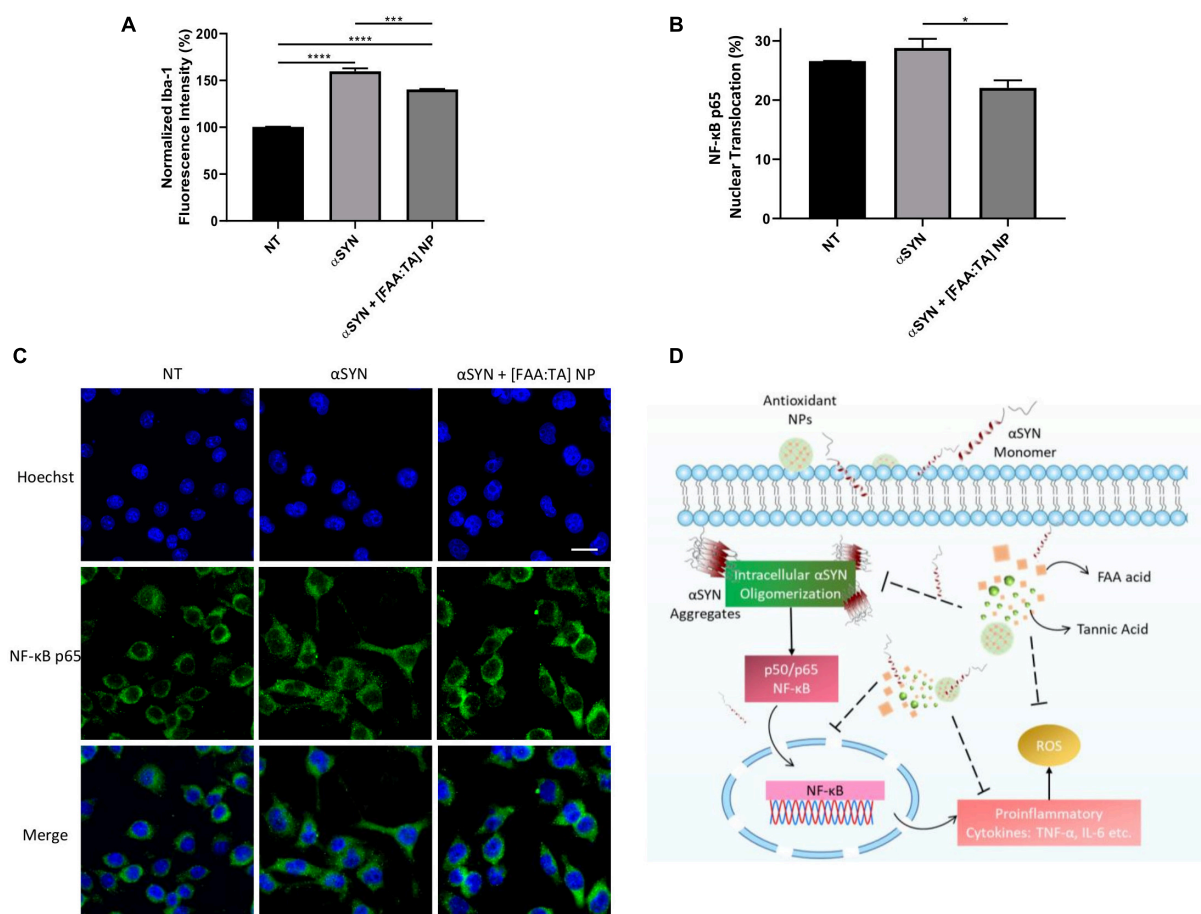 A
Normalized Iba-1
Fluorescence Intensity (%)
200
150
100
50
0
***
****
****
NT
αSYN
αSYN + [FAA:TA] NP
B
NF-κB p65
Nuclear Translocation (%)
30
20
10
0
*
NT
αSYN
αSYN + [FAA:TA] NP
C
NT
αSYN
αSYN + [FAA:TA] NP
Hoechst
NF-κB p65
Merge
D
Antioxidant
NPs
αSYN
Monomer
αSYN
Aggregates
Intracellular αSYN
Oligomerization
FAA acid
Tannic Acid
p50/p65
NF-κB
ROS
NF-κB
Proinflammatory
Cytokines: TNF-α, IL-6 etc.